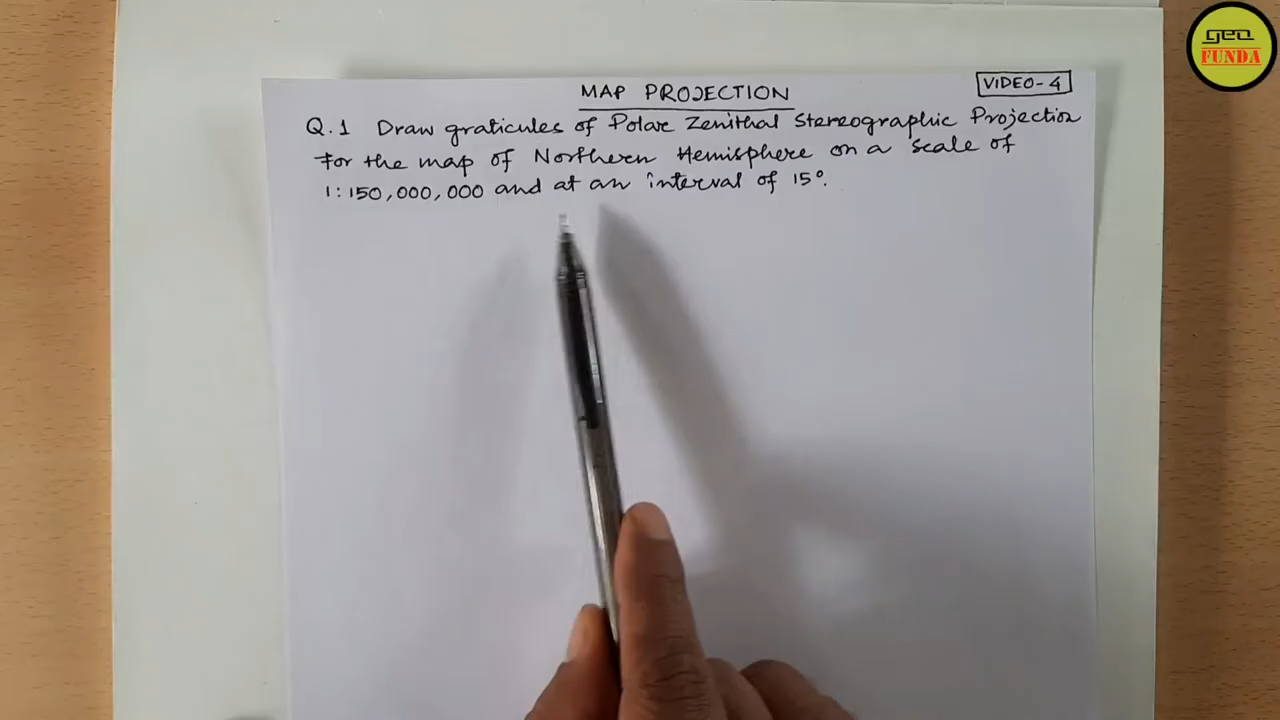 geo
FUNDA
MAP PROJECTION
VIDEO-4
Q.1 Draw graticules of Polar Zenithal Stereographic Projection
For the map of Northern Hemisphere on a scale of
1:150,000,000 and at an interval of 15°.